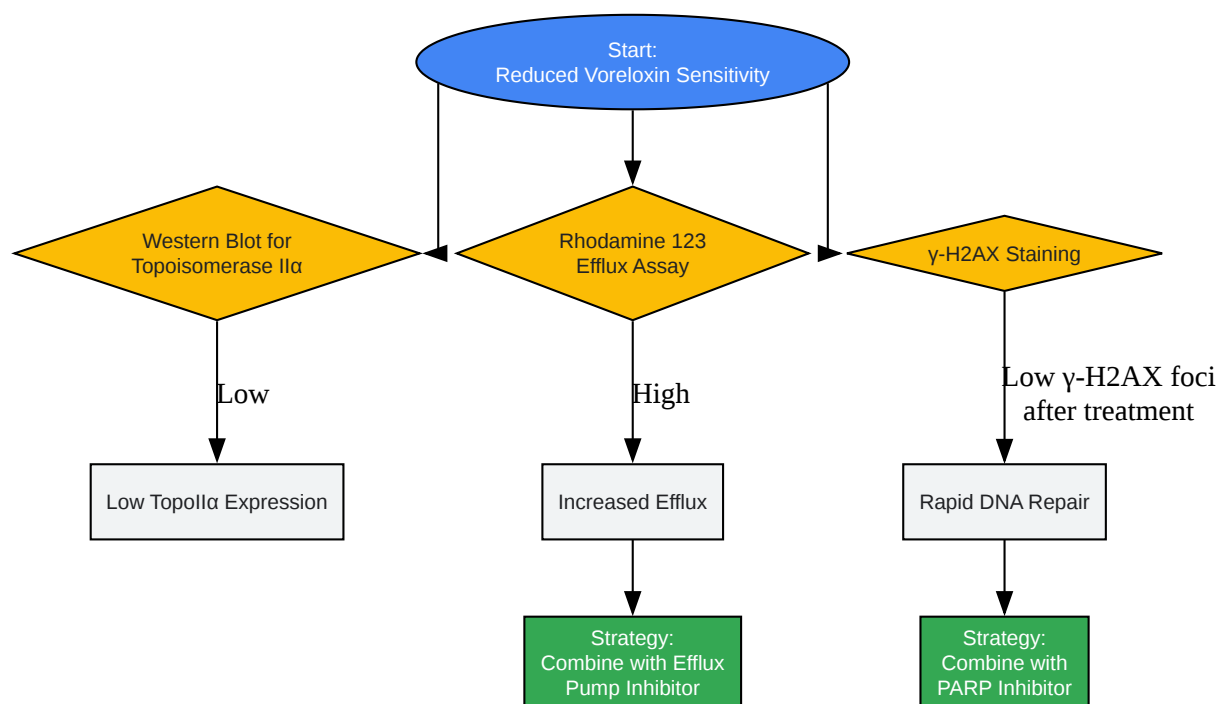 Start:
Reduced Voreloxin Sensitivity
Western Blot for
Topoisomerase IIα
Rhodamine 123
Efflux Assay
γ-H2AX Staining
Low
High
Low γ-H2AX foci
after treatment
Low TopoIIα Expression
Increased Efflux
Rapid DNA Repair
Strategy:
Combine with Efflux
Pump Inhibitor
Strategy:
Combine with
PARP Inhibitor